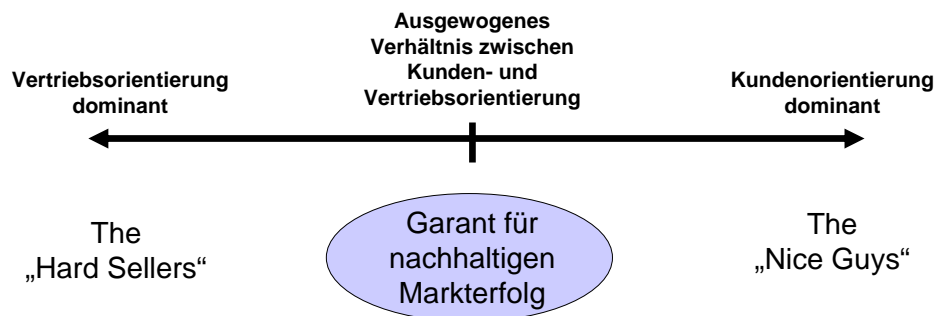 Ausgewogenes
Verhältnis zwischen
Kunden- und
Vertriebsorientierung
Vertriebsorientierung
dominant
Kundenorientierung
dominant
The
„Hard Sellers“
Garant für
nachhaltigen
Markterfolg
The
„Nice Guys“